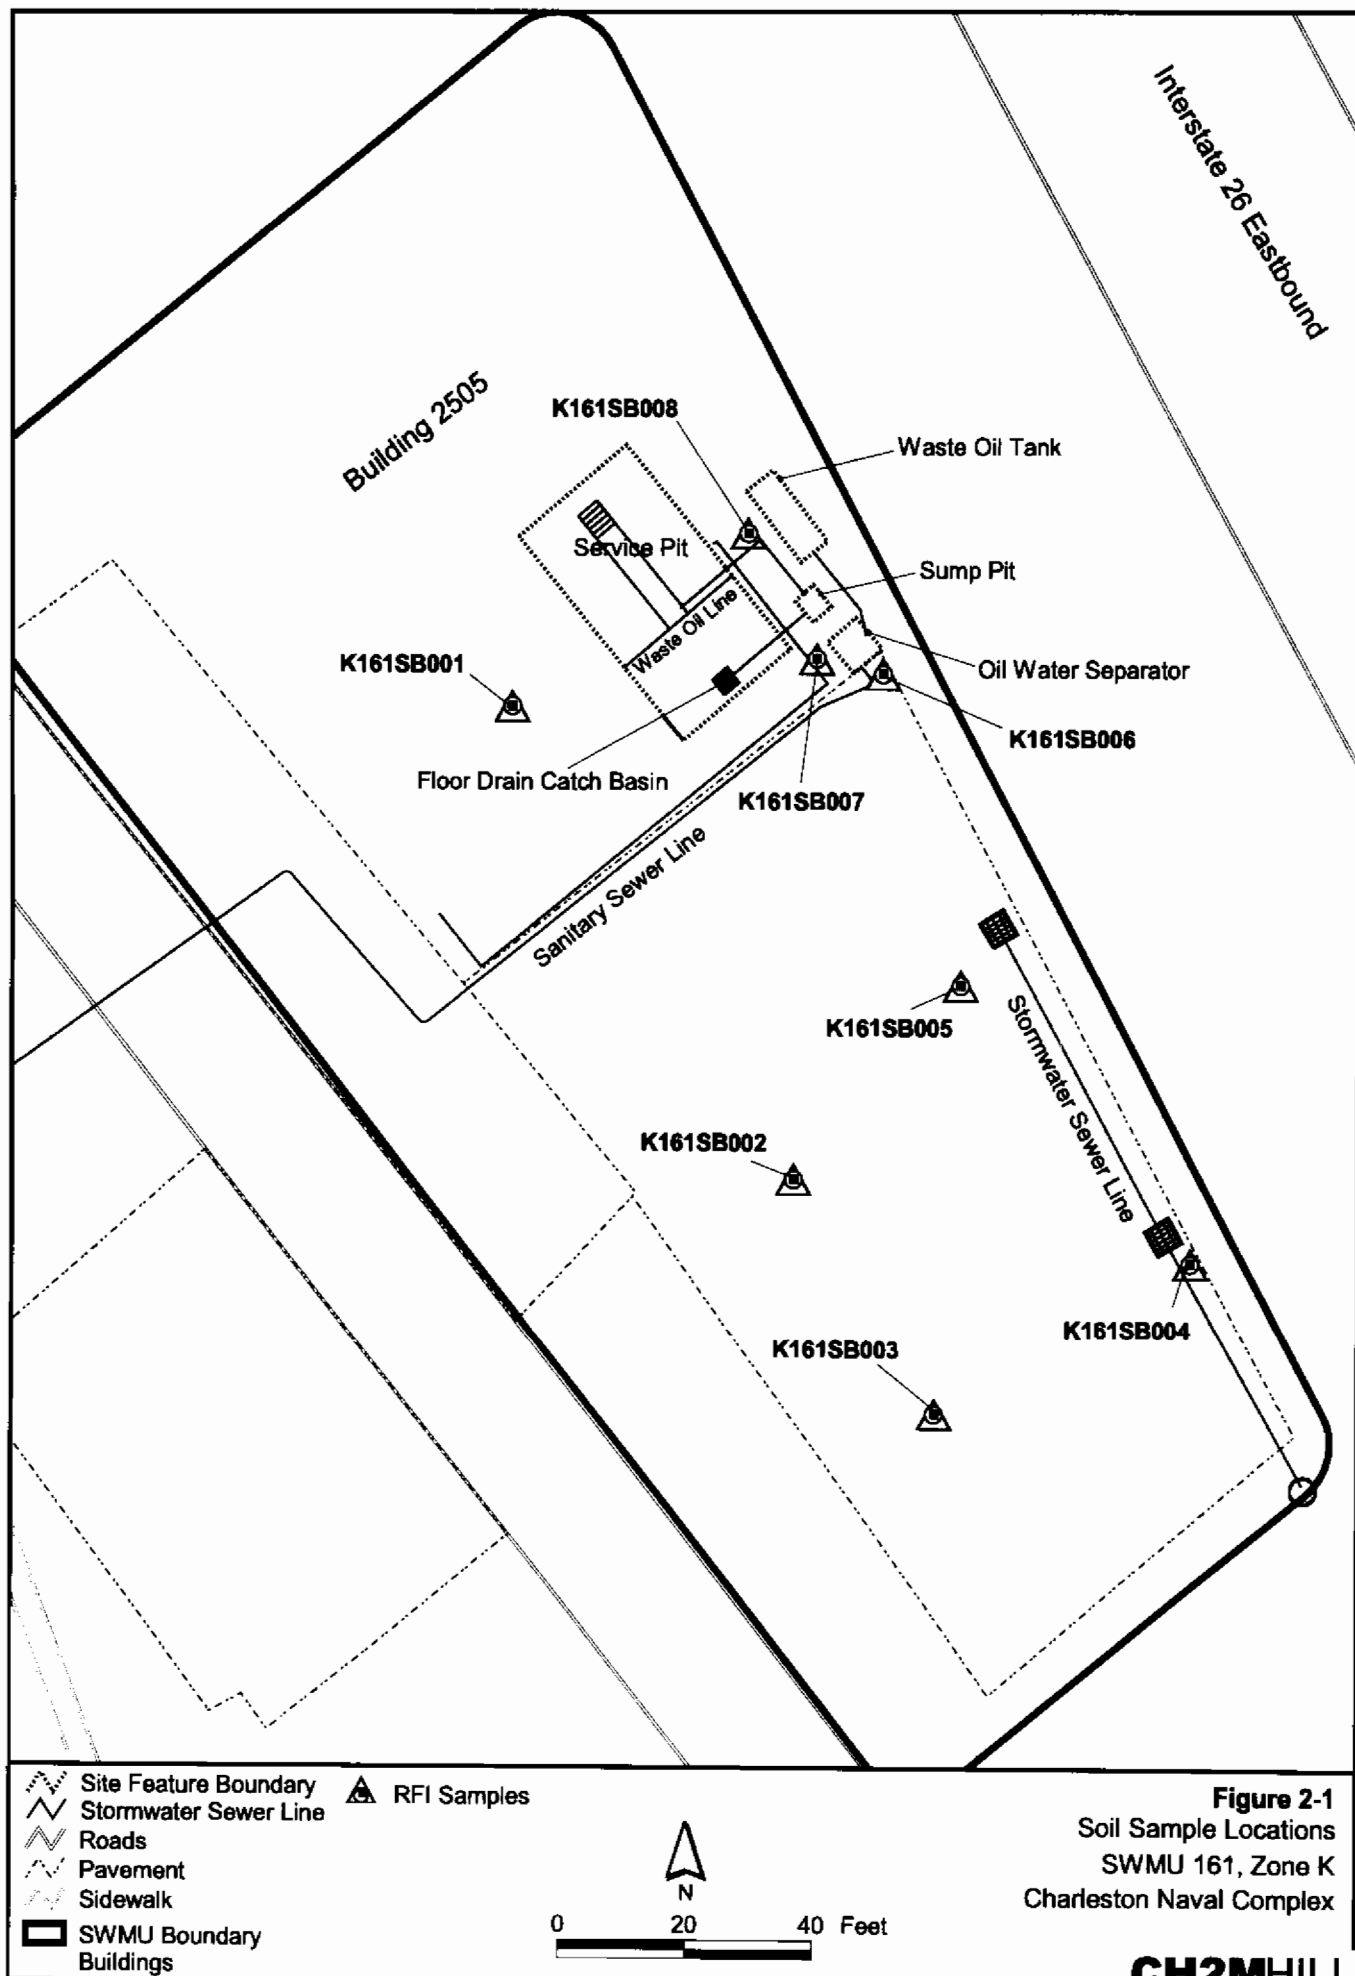 Interstate 26 Eastbound
Building 2505
K161SB008
Waste Oil Tank
Service Pit
Sump Pit
Waste Oil Line
K161SB001
Oil Water Separator
K161SB006
Floor Drain Catch Basin
K161SB007
Sanitary Sewer Line
K161SB005
Stormwater Sewer Line
K161SB002
K161SB004
K161SB003
Site Feature Boundary
Stormwater Sewer Line
Roads
Pavement
Sidewalk
SWMU Boundary
Buildings
RFI Samples
N
0 20 40 Feet
Figure 2-1
Soil Sample Locations
SWMU 161, Zone K
Charleston Naval Complex
CH2MHILL